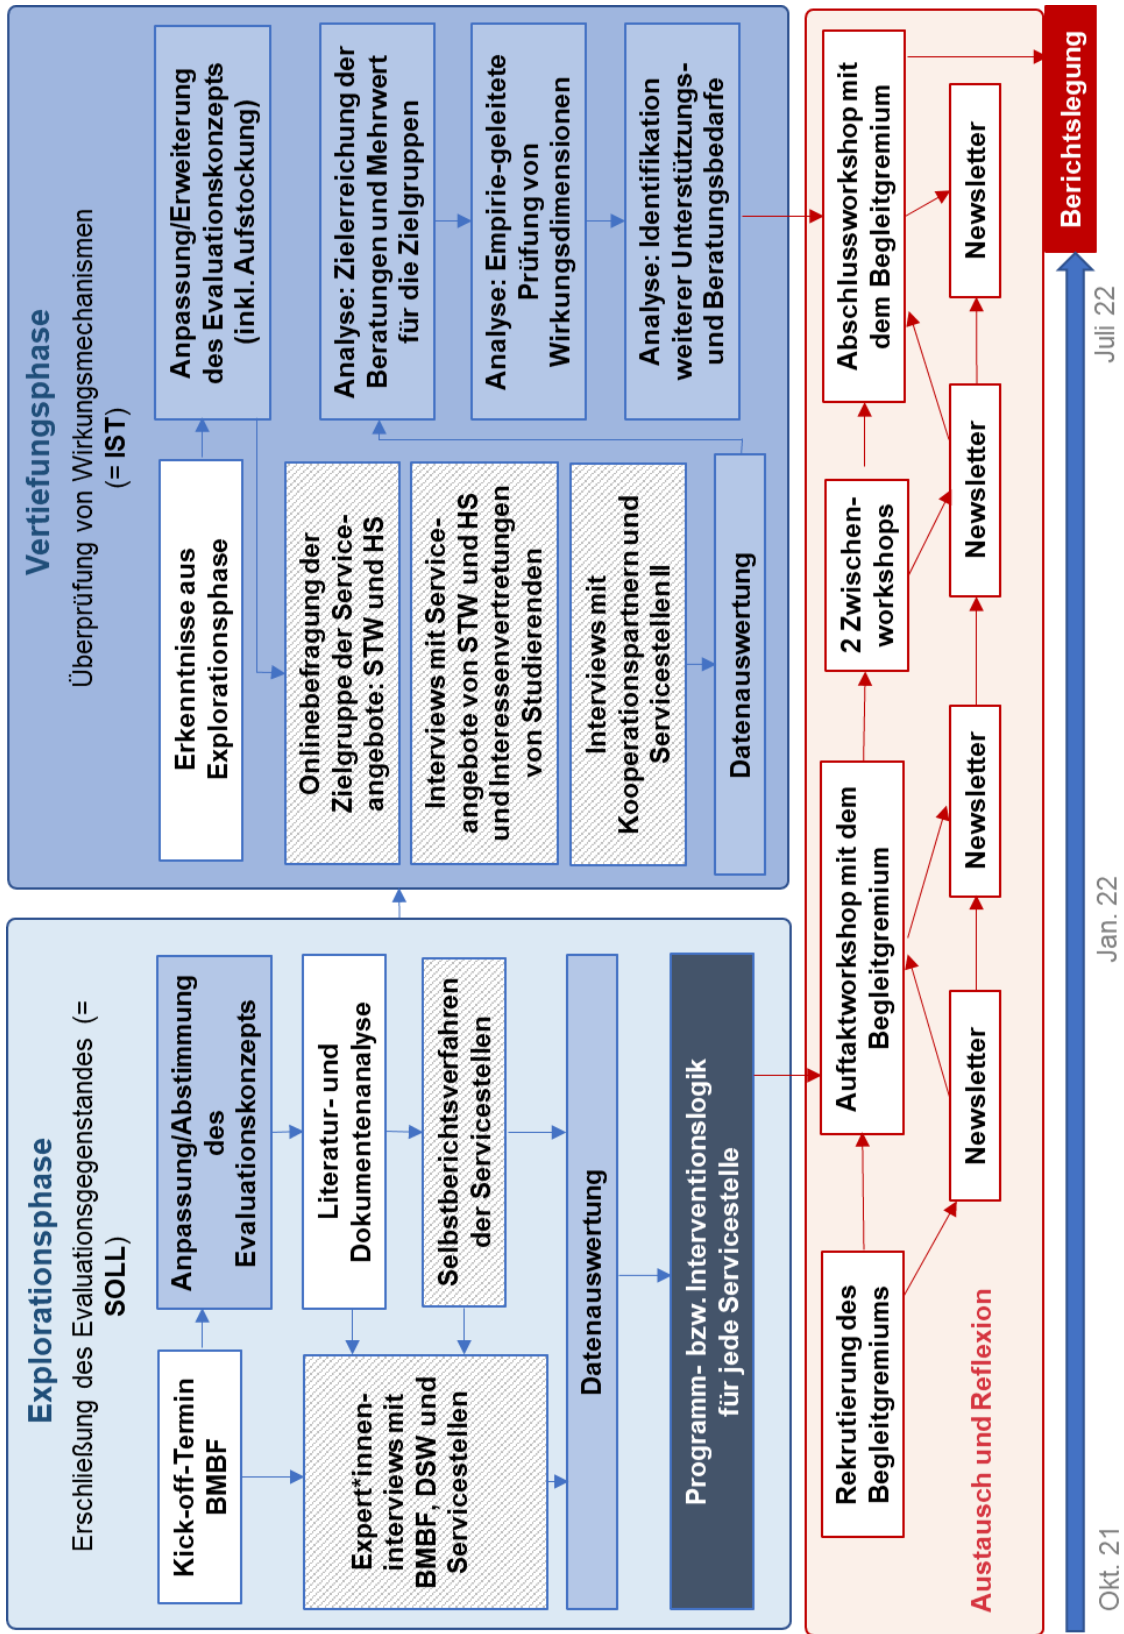 Explorationsphase
Erschließung des Evaluationsgegenstandes (=
SOLL)
Kick-off-Termin
BMBF
Anpassung/Abstimmung
des
Evaluationskonzepts
Expert*innen-
interviews mit
BMBF, DSW und
Servicestellen
Literatur- und
Dokumentenanalyse
Selbstberichtsverfahren
der Servicestellen
Datenauswertung
Programm- bzw. Interventionslogik
für jede Servicestelle
Vertiefungsphase
Überprüfung von Wirkungsmechanismen
(= IST)
Erkenntnisse aus
Explorationsphase
Anpassung/Erweiterung
des Evaluationskonzepts
(inkl. Aufstockung)
Onlinebefragung der
Zielgruppe der Service-
angebote: STW und HS
Interviews mit Service-
angebote von STW und HS
und Interessenvertretungen
von Studierenden
Interviews mit
Kooperationspartnern und
Servicestellen II
Datenauswertung
Analyse: Zielerreichung der
Beratungen und Mehrwert
für die Zielgruppen
Analyse: Empirie-geleitete
Prüfung von
Wirkungsdimensionen
Analyse: Identifikation
weiterer Unterstützungs-
und Beratungsbedarfe
Rekrutierung des
Begleitgremiums
Auftaktworkshop mit dem
Begleitgremium
2 Zwischen-
workshops
Abschlussworkshop mit
dem Begleitgremium
Newsletter
Newsletter
Newsletter
Newsletter
Austausch und Reflexion
Berichtslegung
Okt. 21
Jan. 22
Juli 22